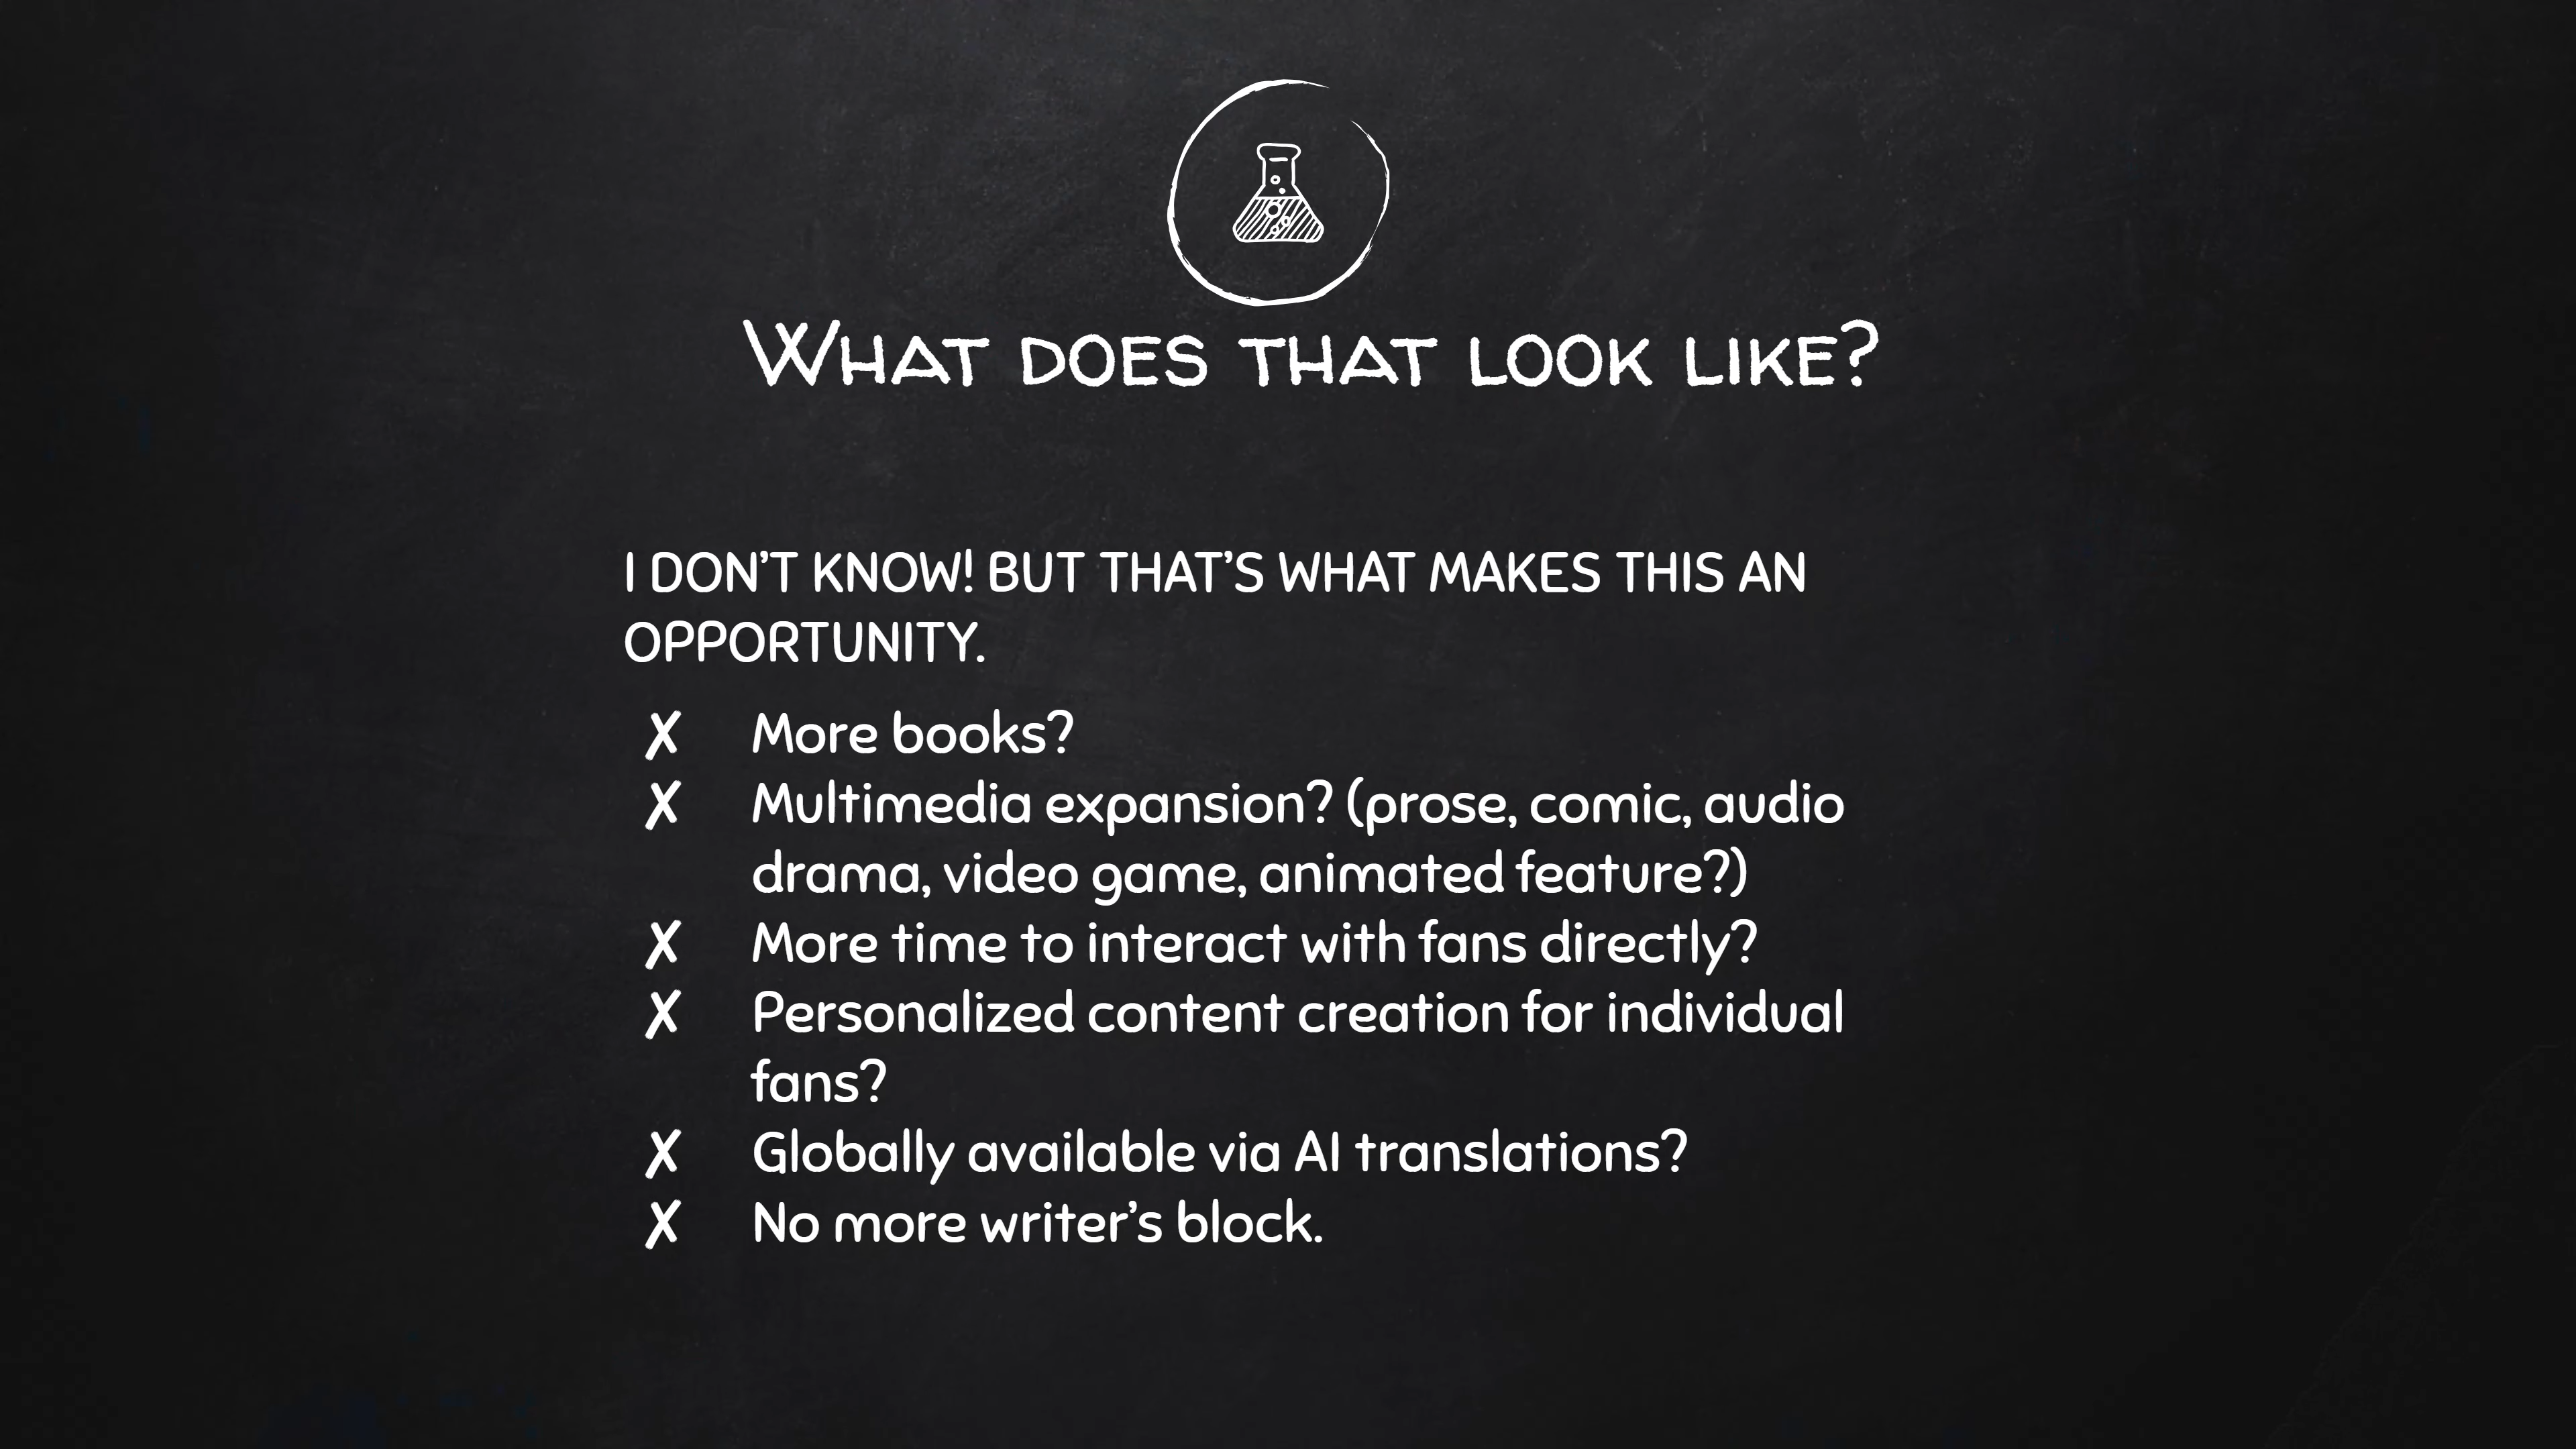 What does that look like?
I DON’T KNOW! BUT THAT’S WHAT MAKES THIS AN
OPPORTUNITY.
✗ More books?
✗ Multimedia expansion? (prose, comic, audio
drama, video game, animated feature?)
✗ More time to interact with fans directly?
✗ Personalized content creation for individual
fans?
✗ Globally available via AI translations?
✗ No more writer’s block.